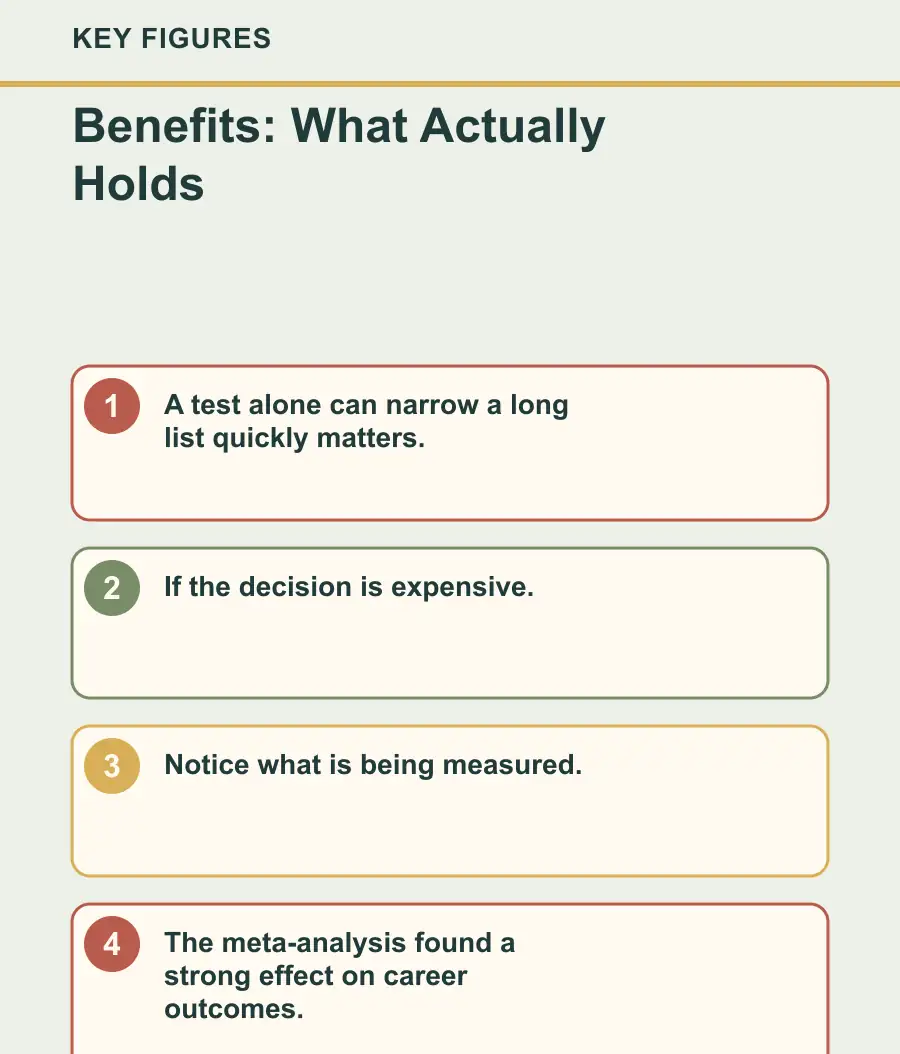 KEY FIGURES
Benefits: What Actually
Holds
1
A test alone can narrow a long
list quickly matters.
2
If the decision is expensive.
3
Notice what is being measured.
4
The meta-analysis found a
strong effect on career
outcomes.